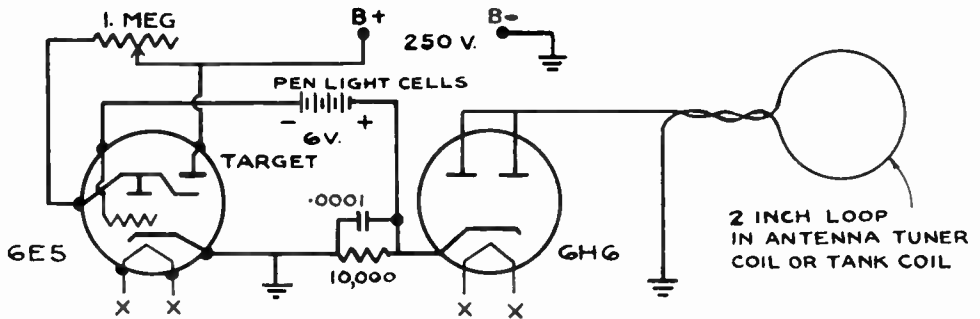 1. MEG
B+
B-
250 V.
PEN LIGHT CELLS
- +
6V.
TARGET
.0001
6E5
10,000
6H6
2 INCH LOOP
IN ANTENNA TUNER
COIL OR TANK COIL
X X
X X